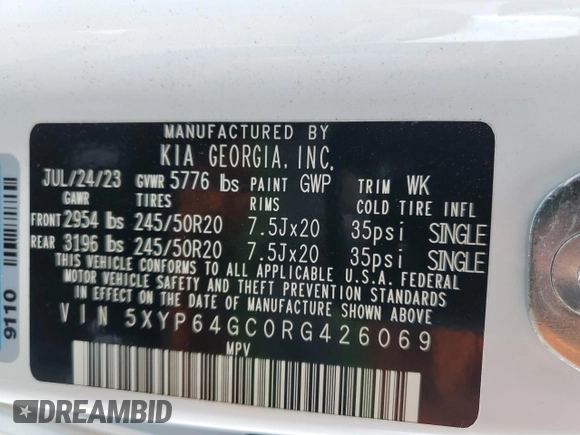 MANUFACTURED BY
KIA GEORGIA, INC.
JUL/24/23 GVWR 5776 lbs PAINT GWP TRIM WK
GAWR TIRES RIMS COLD TIRE INFL
FRONT 2954 lbs 245/50R20 7.5Jx20 35psi SINGLE
REAR 3196 lbs 245/50R20 7.5Jx20 35psi SINGLE
THIS VEHICLE CONFORMS TO ALL APPLICABLE U.S.A. FEDERAL
MOTOR VEHICLE SAFETY AND THEFT PREVENTION STANDARDS
IN EFFECT ON THE DATE OF MANUFACTURE SHOWN ABOVE.
VIN 5XYP64GC0RG426069
MPV
9110
DREAMBID